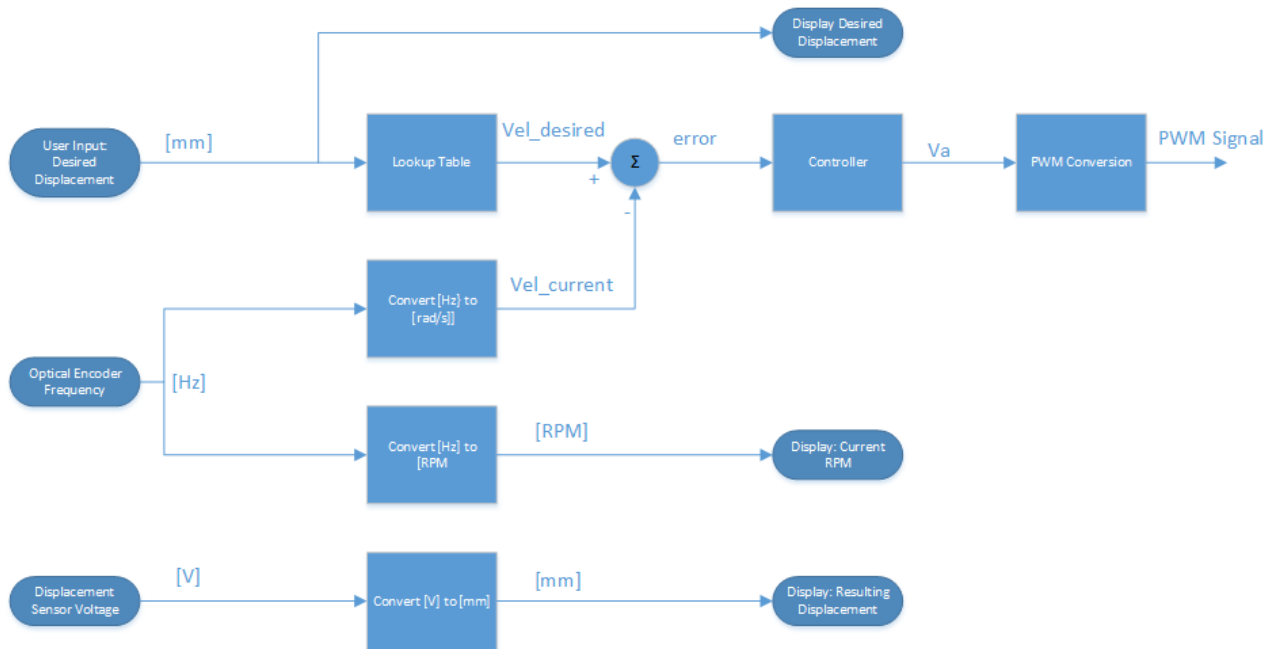 Display Desired
Displacement
User Input:
Desired
Displacement
[mm]
Lookup Table
Vel_desired
+
Σ
-
error
Controller
Va
PWM Conversion
PWM Signal
Convert [Hz} to
[rad/s]]
Vel_current
Optical Encoder
Frequency
[Hz]
Convert [Hz] to
[RPM
[RPM]
Display: Current
RPM
Displacement
Sensor Voltage
[V]
Convert [V] to [mm]
[mm]
Display: Resulting
Displacement